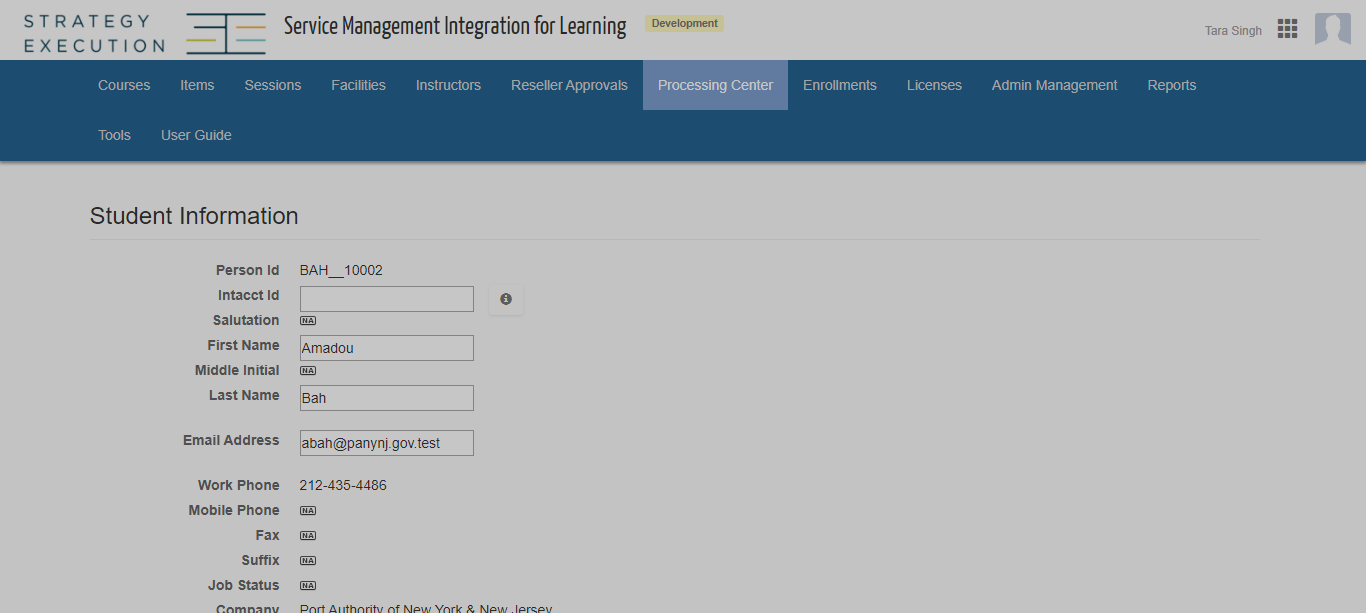 STRATEGY
EXECUTION
Service Management Integration for Learning
Development
Tara Singh
Courses Items Sessions Facilities Instructors Reseller Approvals Processing Center Enrollments Licenses Admin Management Reports
Tools User Guide
Student Information
Person Id BAH__10002
Intacct Id
Salutation NA
First Name Amadou
Middle Initial NA
Last Name Bah
Email Address abah@panynj.gov.test
Work Phone 212-435-4486
Mobile Phone NA
Fax NA
Suffix NA
Job Status NA
Company Port Authority of New York & New Jersey